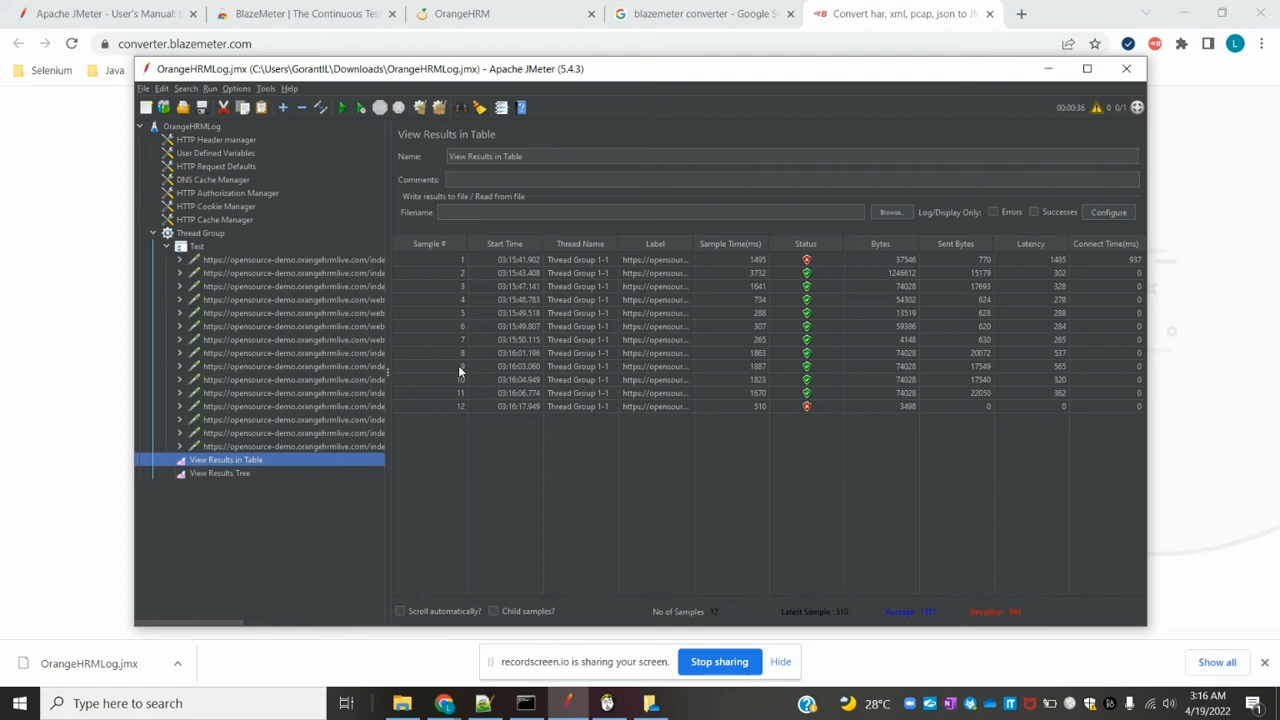 Apache JMeter - User's Manual:
BlazeMeter | The Continuous Tes
OrangeHRM
blazemeter converter - Google S
Convert har, xml, pcap, json to JM
converter.blazemeter.com
L
Selenium
Java
OrangeHRMLog.jmx (C:\Users\GorantlL\Downloads\OrangeHRMLog.jmx) - Apache JMeter (5.4.3)
File Edit Search Run Options Tools Help
00:00:36 0 0/1
OrangeHRMLog
HTTP Header manager
User Defined Variables
HTTP Request Defaults
DNS Cache Manager
HTTP Authorization Manager
HTTP Cookie Manager
HTTP Cache Manager
Thread Group
Test
https://opensource-demo.orangehrmlive.com/inde
https://opensource-demo.orangehrmlive.com/inde
https://opensource-demo.orangehrmlive.com/inde
https://opensource-demo.orangehrmlive.com/web
https://opensource-demo.orangehrmlive.com/web
https://opensource-demo.orangehrmlive.com/web
https://opensource-demo.orangehrmlive.com/web
https://opensource-demo.orangehrmlive.com/inde
https://opensource-demo.orangehrmlive.com/inde
https://opensource-demo.orangehrmlive.com/inde
https://opensource-demo.orangehrmlive.com/inde
https://opensource-demo.orangehrmlive.com/inde
https://opensource-demo.orangehrmlive.com/inde
https://opensource-demo.orangehrmlive.com/inde
https://opensource-demo.orangehrmlive.com/inde
View Results in Table
View Results Tree
View Results in Table
Name: View Results in Table
Comments:
Write results to file / Read from file
Filename Browse... Log/Display Only: Errors Successes Configure
Sample # Start Time Thread Name Label Sample Time(ms) Status Bytes Sent Bytes Latency Connect Time(ms)
1 03:15:41.902 Thread Group 1-1 https://opensour... 1495 37546 770 1485 937
2 03:15:43.408 Thread Group 1-1 https://opensour... 3732 1246612 15179 302 0
3 03:15:47.141 Thread Group 1-1 https://opensour... 1641 74028 17693 328 0
4 03:15:48.783 Thread Group 1-1 https://opensour... 734 54302 624 278 0
5 03:15:49.518 Thread Group 1-1 https://opensour... 288 13519 628 288 0
6 03:15:49.807 Thread Group 1-1 https://opensour... 307 59386 620 284 0
7 03:15:50.115 Thread Group 1-1 https://opensour... 265 4148 630 265 0
8 03:16:01.196 Thread Group 1-1 https://opensour... 1863 74028 20072 537 0
9 03:16:03.060 Thread Group 1-1 https://opensour... 1887 74028 17549 565 0
10 03:16:04.949 Thread Group 1-1 https://opensour... 1823 74028 17540 320 0
11 03:16:06.774 Thread Group 1-1 https://opensour... 1670 74028 22050 362 0
12 03:16:17.949 Thread Group 1-1 https://opensour... 510 3498 0 0 0
Scroll automatically? Child samples? No of Samples 12 Latest Sample 510 Average 1351 Deviation 963
OrangeHRMLog.jmx
recordscreen.io is sharing your screen. Stop sharing Hide
Show all
Type here to search
28°C
3:16 AM
4/19/2022